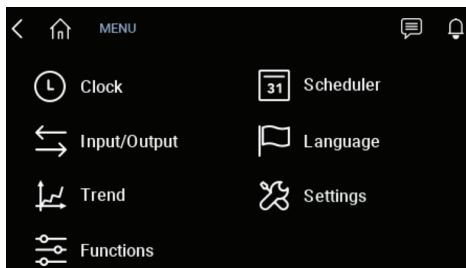 MENU
Clock
31
Scheduler
Input/Output
Language
Trend
Settings
Functions